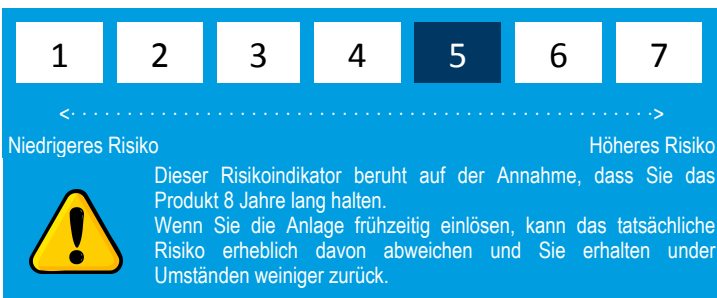 1 2 3 4 5 6 7
<· · · · · · · · · · · · · · · · · · · · · · · · · · · · · · · · · · · · · · · · · · · · · · · · · · · ·>
Niedrigeres Risiko Höheres Risiko
Dieser Risikoindikator beruht auf der Annahme, dass Sie das
Produkt 8 Jahre lang halten.
Wenn Sie die Anlage frühzeitig einlösen, kann das tatsächliche
Risiko erheblich davon abweichen und Sie erhalten under
Umständen weiniger zurück.